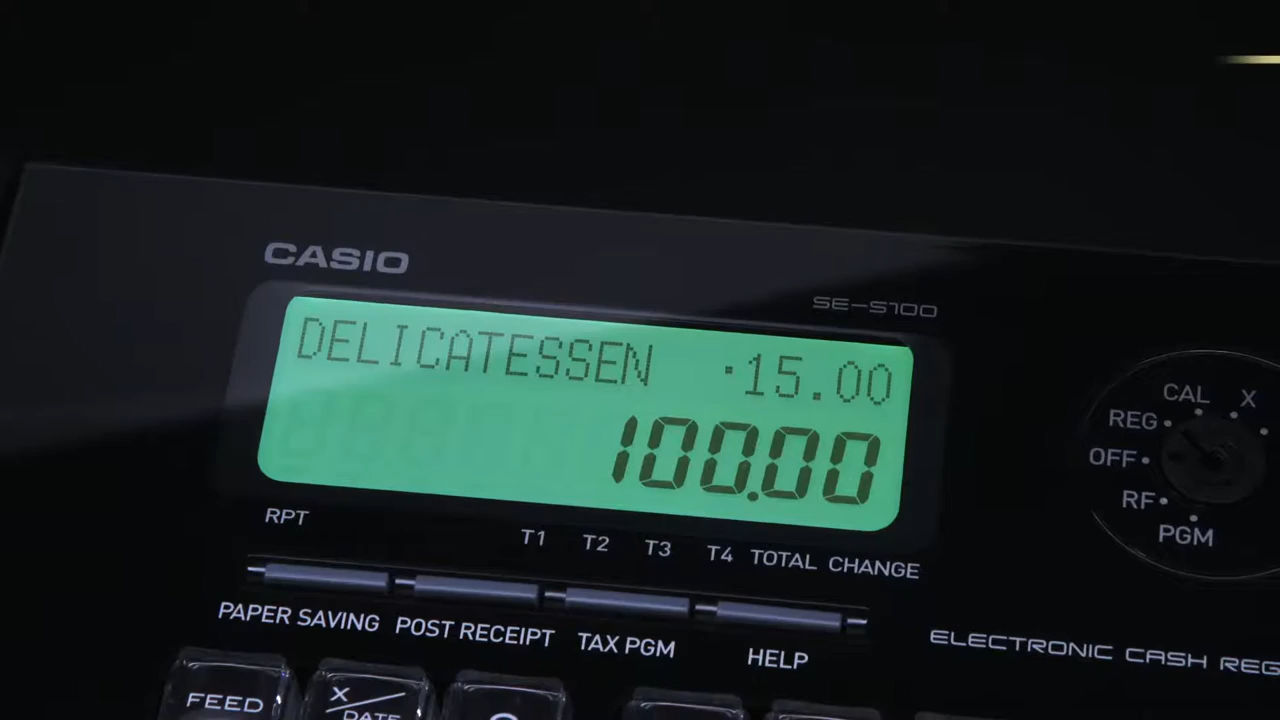 CASIO
SE-S100
DELICATESSEN ·15.00
100.00
RPT T1 T2 T3 T4 TOTAL CHANGE
CAL X
REG
OFF
RF
PGM
PAPER SAVING POST RECEIPT TAX PGM HELP
ELECTRONIC CASH REG
FEED X/DATE